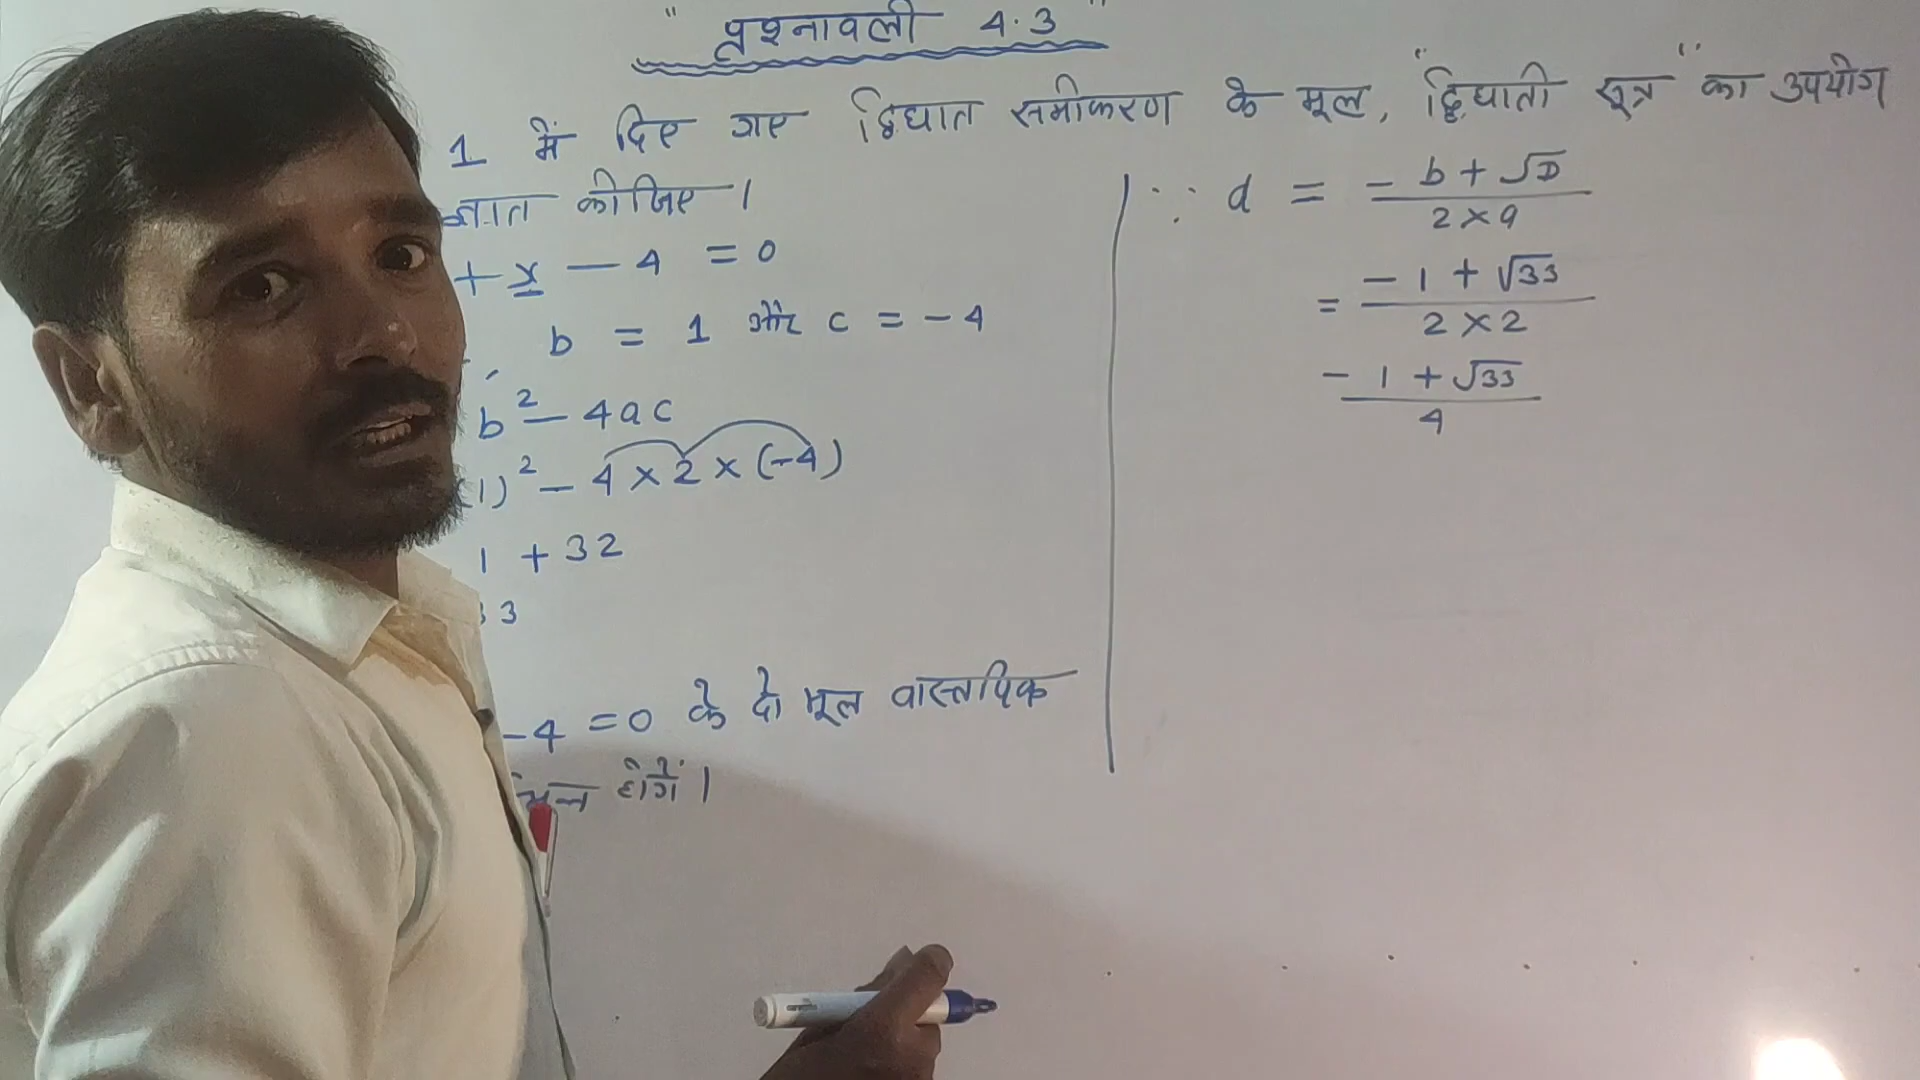 " प्रश्नावली 4.3 "
1 में दिए गए द्विघात समीकरण के मूल, "द्विघाती सूत्र" का उपयोग
ज्ञात कीजिए ।
+ x - 4 = 0
b = 1 और c = -4
b² - 4ac
(1)² - 4 × 2 × (-4)
1 + 32
33
-4 = 0 के दो मूल वास्तविक
होगें ।
∵ α = (- b + √D) / (2 × a)
= (- 1 + √33) / (2 × 2)
(- 1 + √33) / 4